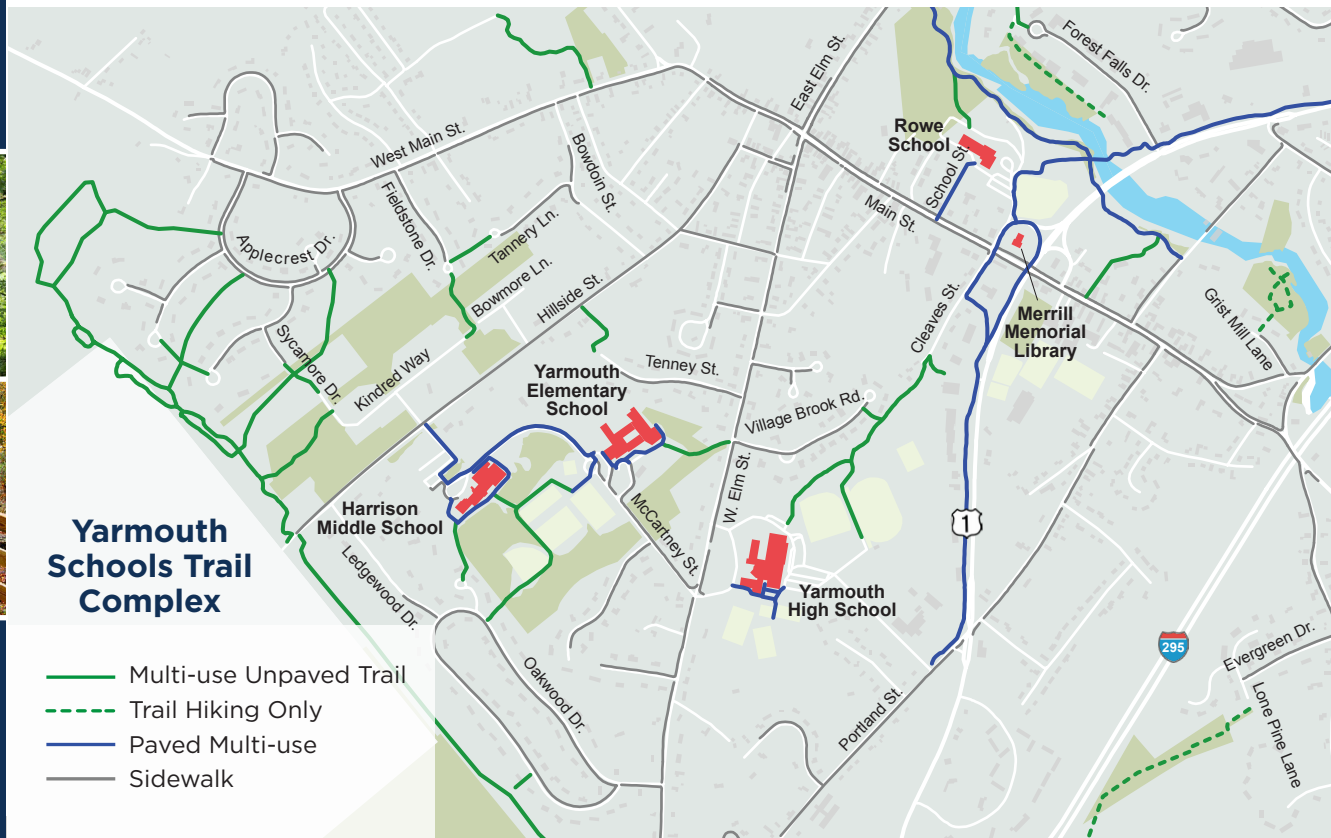 Forest Falls Dr.
East Elm St.
Rowe
School
School St.
Main St.
West Main St.
Bowdoin St.
Fieldstone Dr.
Tannery Ln.
Applecrest Dr.
Bowmore Ln.
Hillside St.
Cleaves St.
Merrill
Memorial
Library
Grist Mill Lane
Sycamore Dr.
Kindred Way
Tenney St.
Yarmouth
Elementary
School
Village Brook Rd.
W. Elm St.
McCartney St.
Harrison
Middle School
1
Yarmouth
High School
Ledgewood Dr.
Oakwood Dr.
Portland St.
295
Evergreen Dr.
Lone Pine Lane
Yarmouth
Schools Trail
Complex
Multi-use Unpaved Trail
Trail Hiking Only
Paved Multi-use
Sidewalk